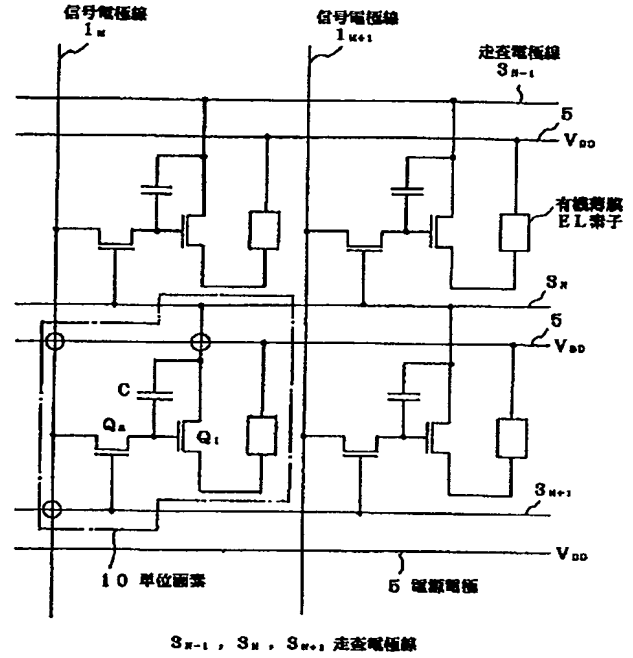 信号電極線
1M
信号電極線
1M+1
走査電極線
SN-1
5
VDD
有機薄膜
EL素子
SN
5
VDD
C
Q2
Q1
SN+1
VDD
10 単位画素
5 電源電極
SN-1 , SN , SN+1 走査電極線